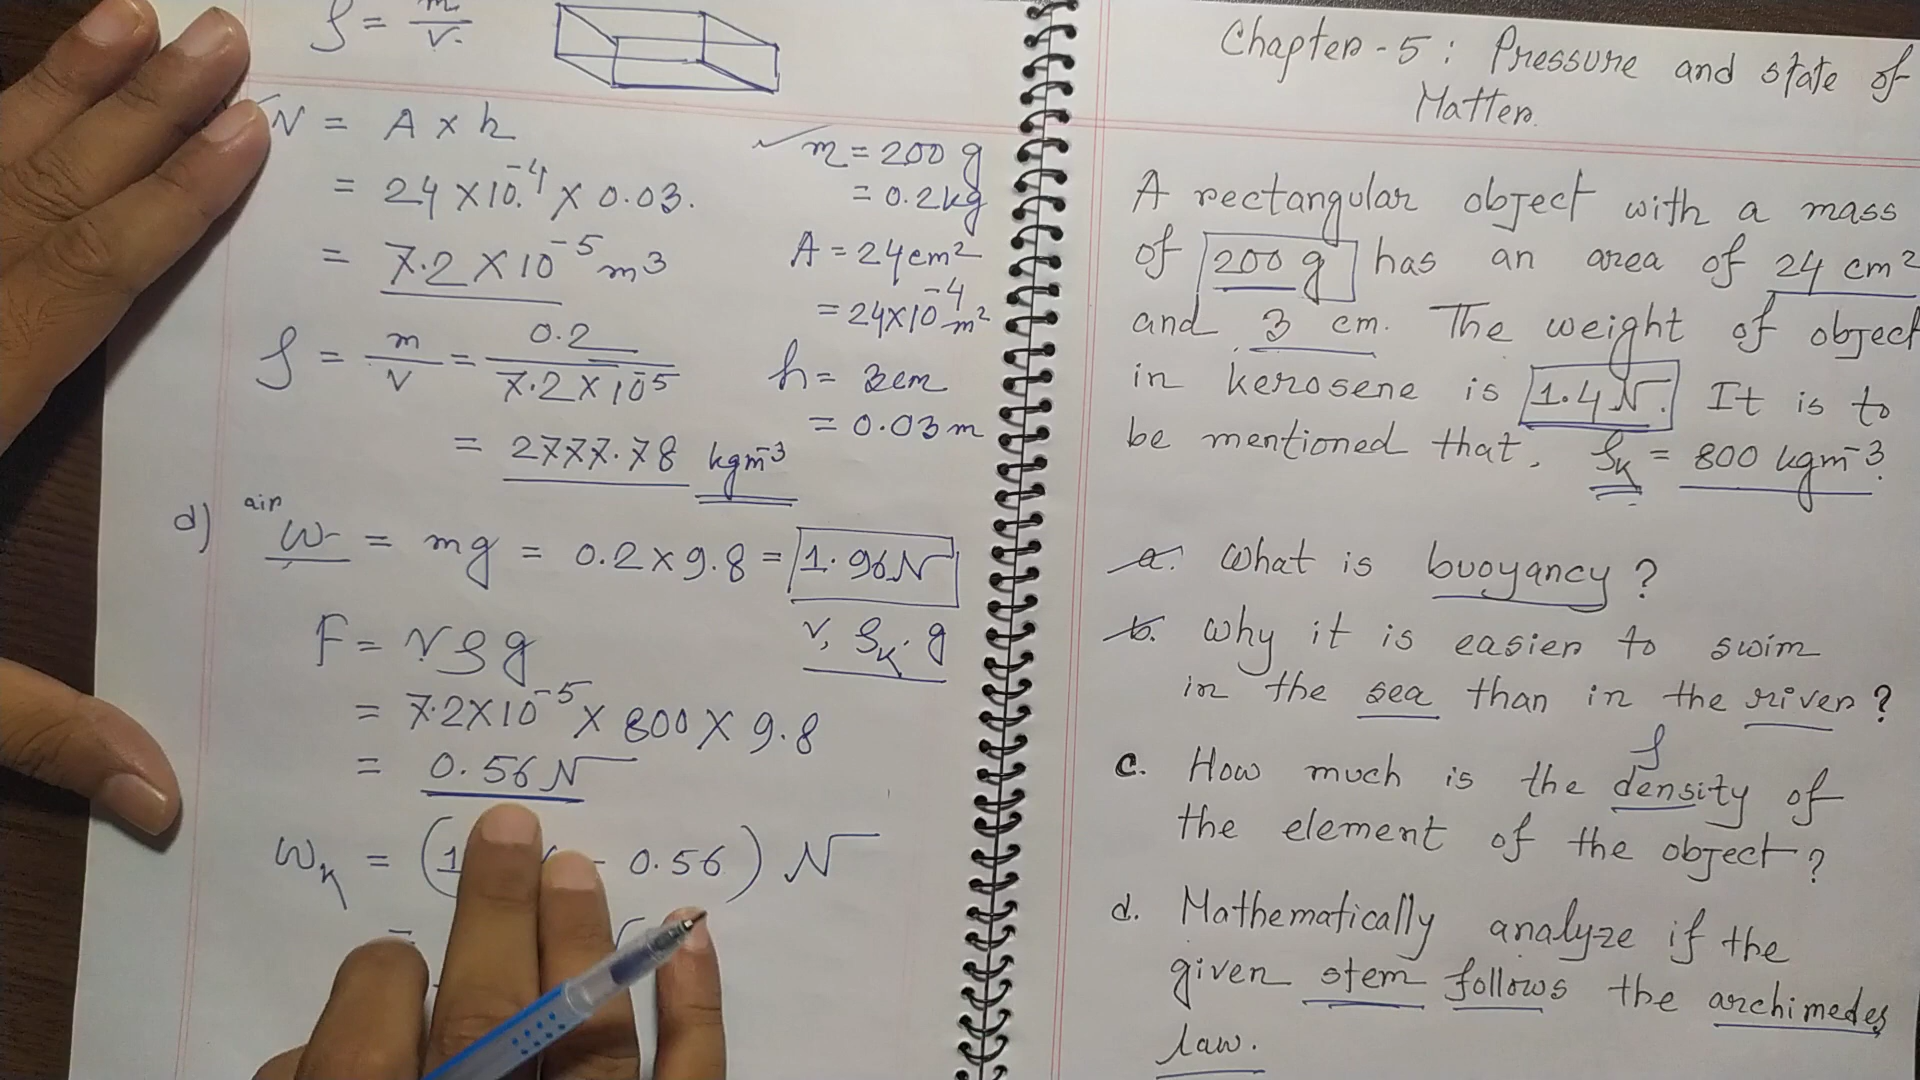 ρ = m/v.
V = A × h
= 24 × 10⁻⁴ × 0.03.
= 7.2 × 10⁻⁵ m³
m = 200 g
= 0.2 kg
A = 24 cm²
= 24×10⁻⁴ m²
h = 3cm
= 0.03 m
ρ = m/v = 0.2/7.2 × 10⁻⁵
= 2777.78 kgm⁻³
d) air W = mg = 0.2 × 9.8 = 1.96 N
V, ρₖ. g
F = V ρ g
= 7.2×10⁻⁵ × 800 × 9.8
= 0.56 N
Wₖ = (1 - 0.56) N
=
Chapter - 5 : Pressure and state of
Matter.
A rectangular object with a mass
of 200 g has an area of 24 cm²
and 3 cm. The weight of object
in kerosene is 1.4 N. It is to
be mentioned that, ρₖ = 800 kgm⁻³.
a. What is buoyancy ?
b. Why it is easier to swim
in the sea than in the river ?
ρ
c. How much is the density of
the element of the object ?
d. Mathematically analyze if the
given stem follows the archimedes
law.